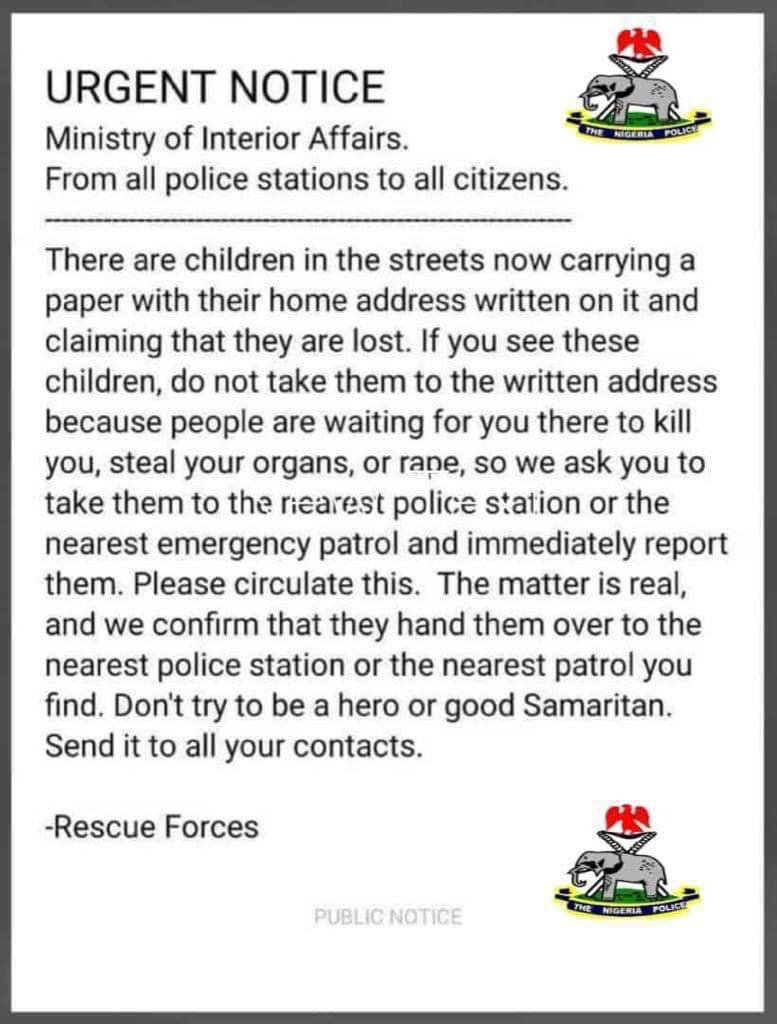 URGENT NOTICE
THE NIGERIA POLICE
Ministry of Interior Affairs.
From all police stations to all citizens.
------------------------------------------------------------
There are children in the streets now carrying a
paper with their home address written on it and
claiming that they are lost. If you see these
children, do not take them to the written address
because people are waiting for you there to kill
you, steal your organs, or rape, so we ask you to
take them to the nearest police station or the
nearest emergency patrol and immediately report
them. Please circulate this.  The matter is real,
and we confirm that they hand them over to the
nearest police station or the nearest patrol you
find. Don't try to be a hero or good Samaritan.
Send it to all your contacts.
-Rescue Forces
THE NIGERIA POLICE
PUBLIC NOTICE